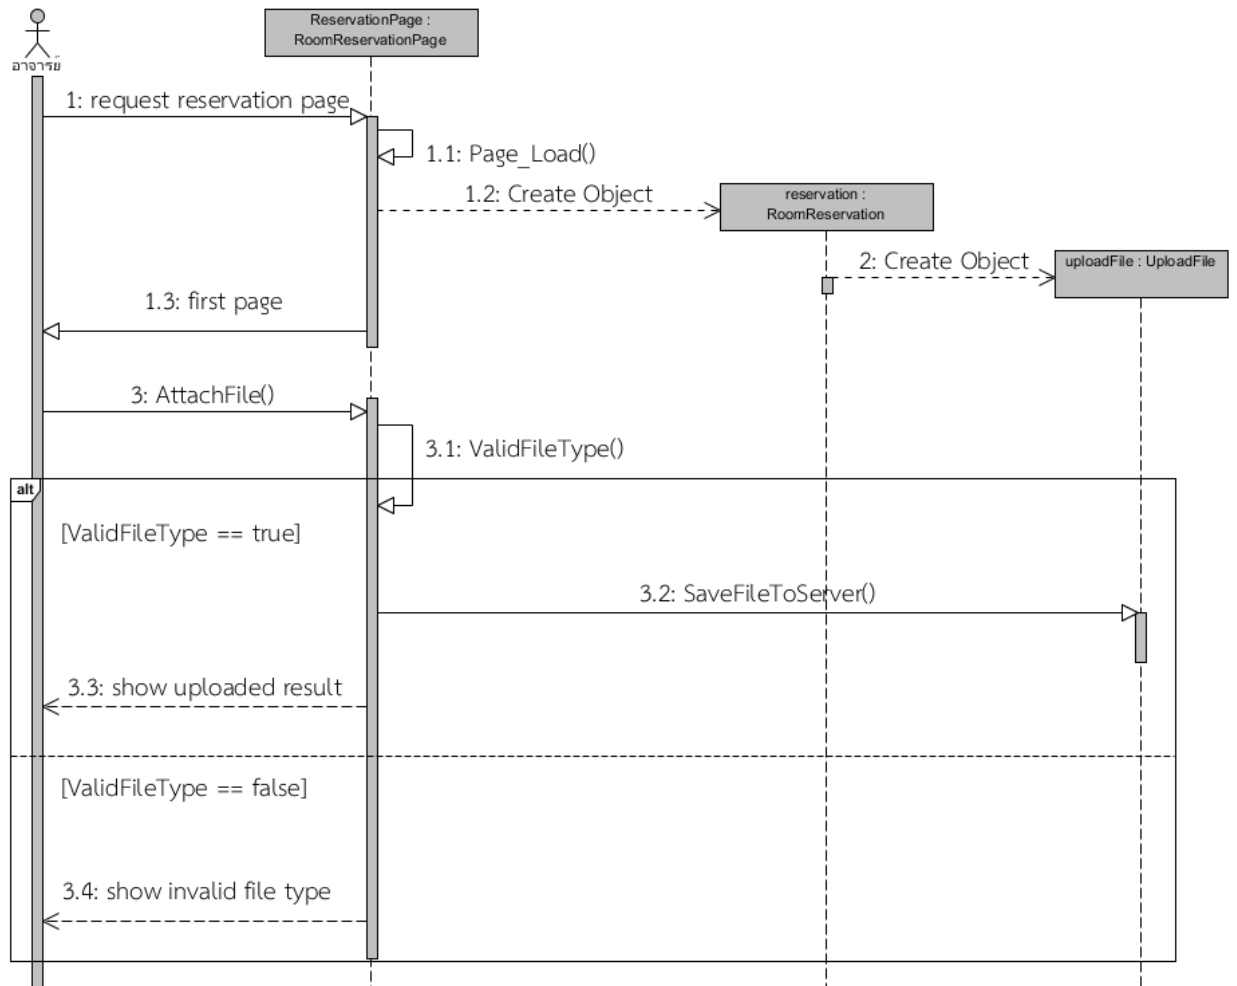 ReservationPage :
RoomReservationPage
อาจารย์
1: request reservation page
1.1: Page_Load()
1.2: Create Object
reservation :
RoomReservation
2: Create Object
uploadFile : UploadFile
1.3: first page
3: AttachFile()
3.1: ValidFileType()
alt
[ValidFileType == true]
3.2: SaveFileToServer()
3.3: show uploaded result
[ValidFileType == false]
3.4: show invalid file type